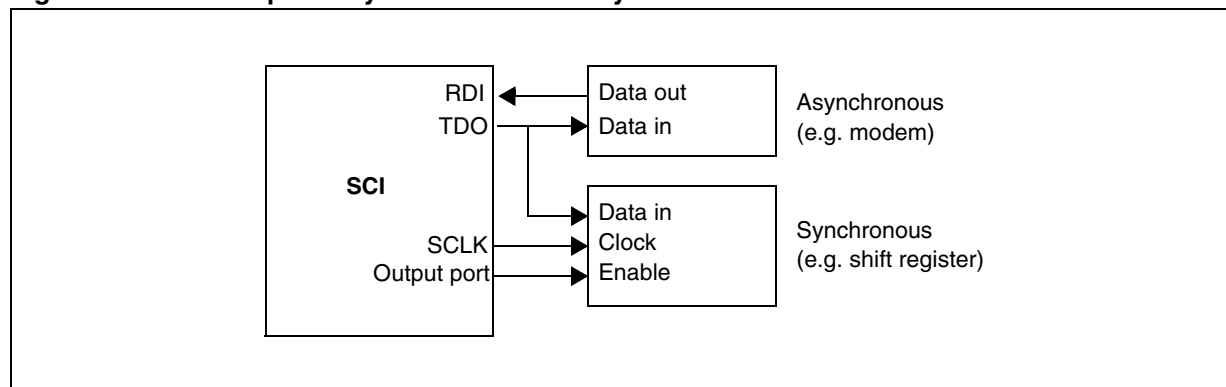 RDI
TDO
SCI
SCLK
Output port
Data out
Data in
Asynchronous
(e.g. modem)
Data in
Clock
Enable
Synchronous
(e.g. shift register)